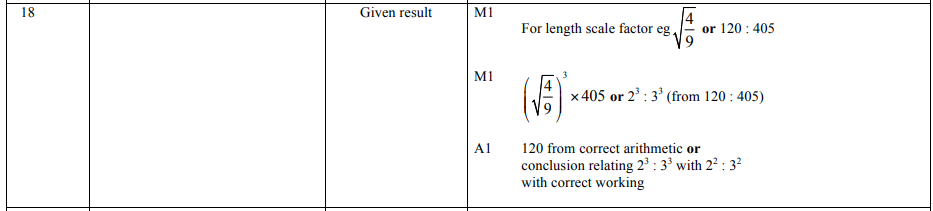 18 Given result M1
For length scale factor eg √(4/9) or 120 : 405
M1 (√(4/9))³ × 405 or 2³ : 3³ (from 120 : 405)
A1 120 from correct arithmetic or
conclusion relating 2³ : 3³ with 2² : 3²
with correct working